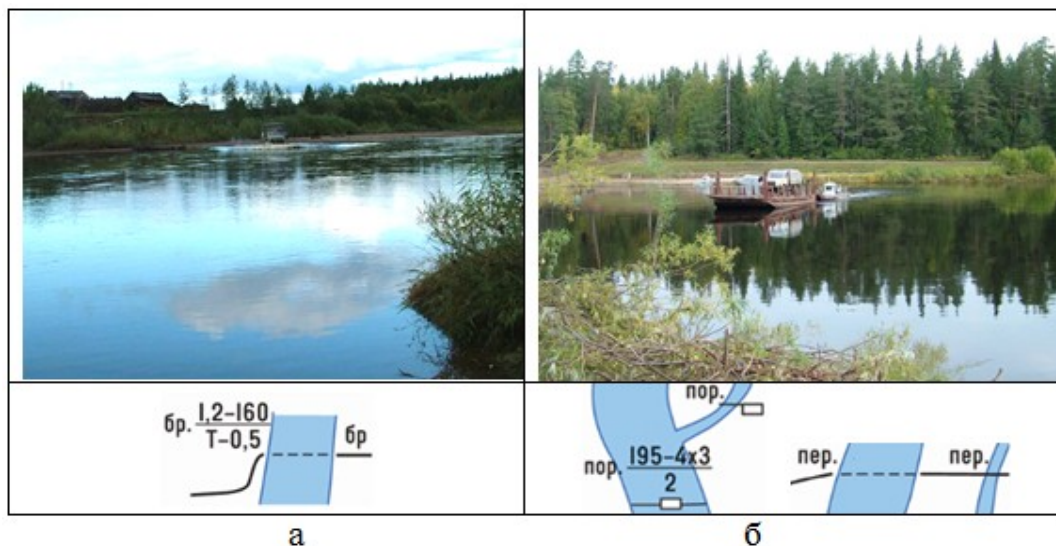 бр. 1,2–160
Т–0,5
бр
пор.
пор. 195–4х3
2
пер.
пер.
а
б